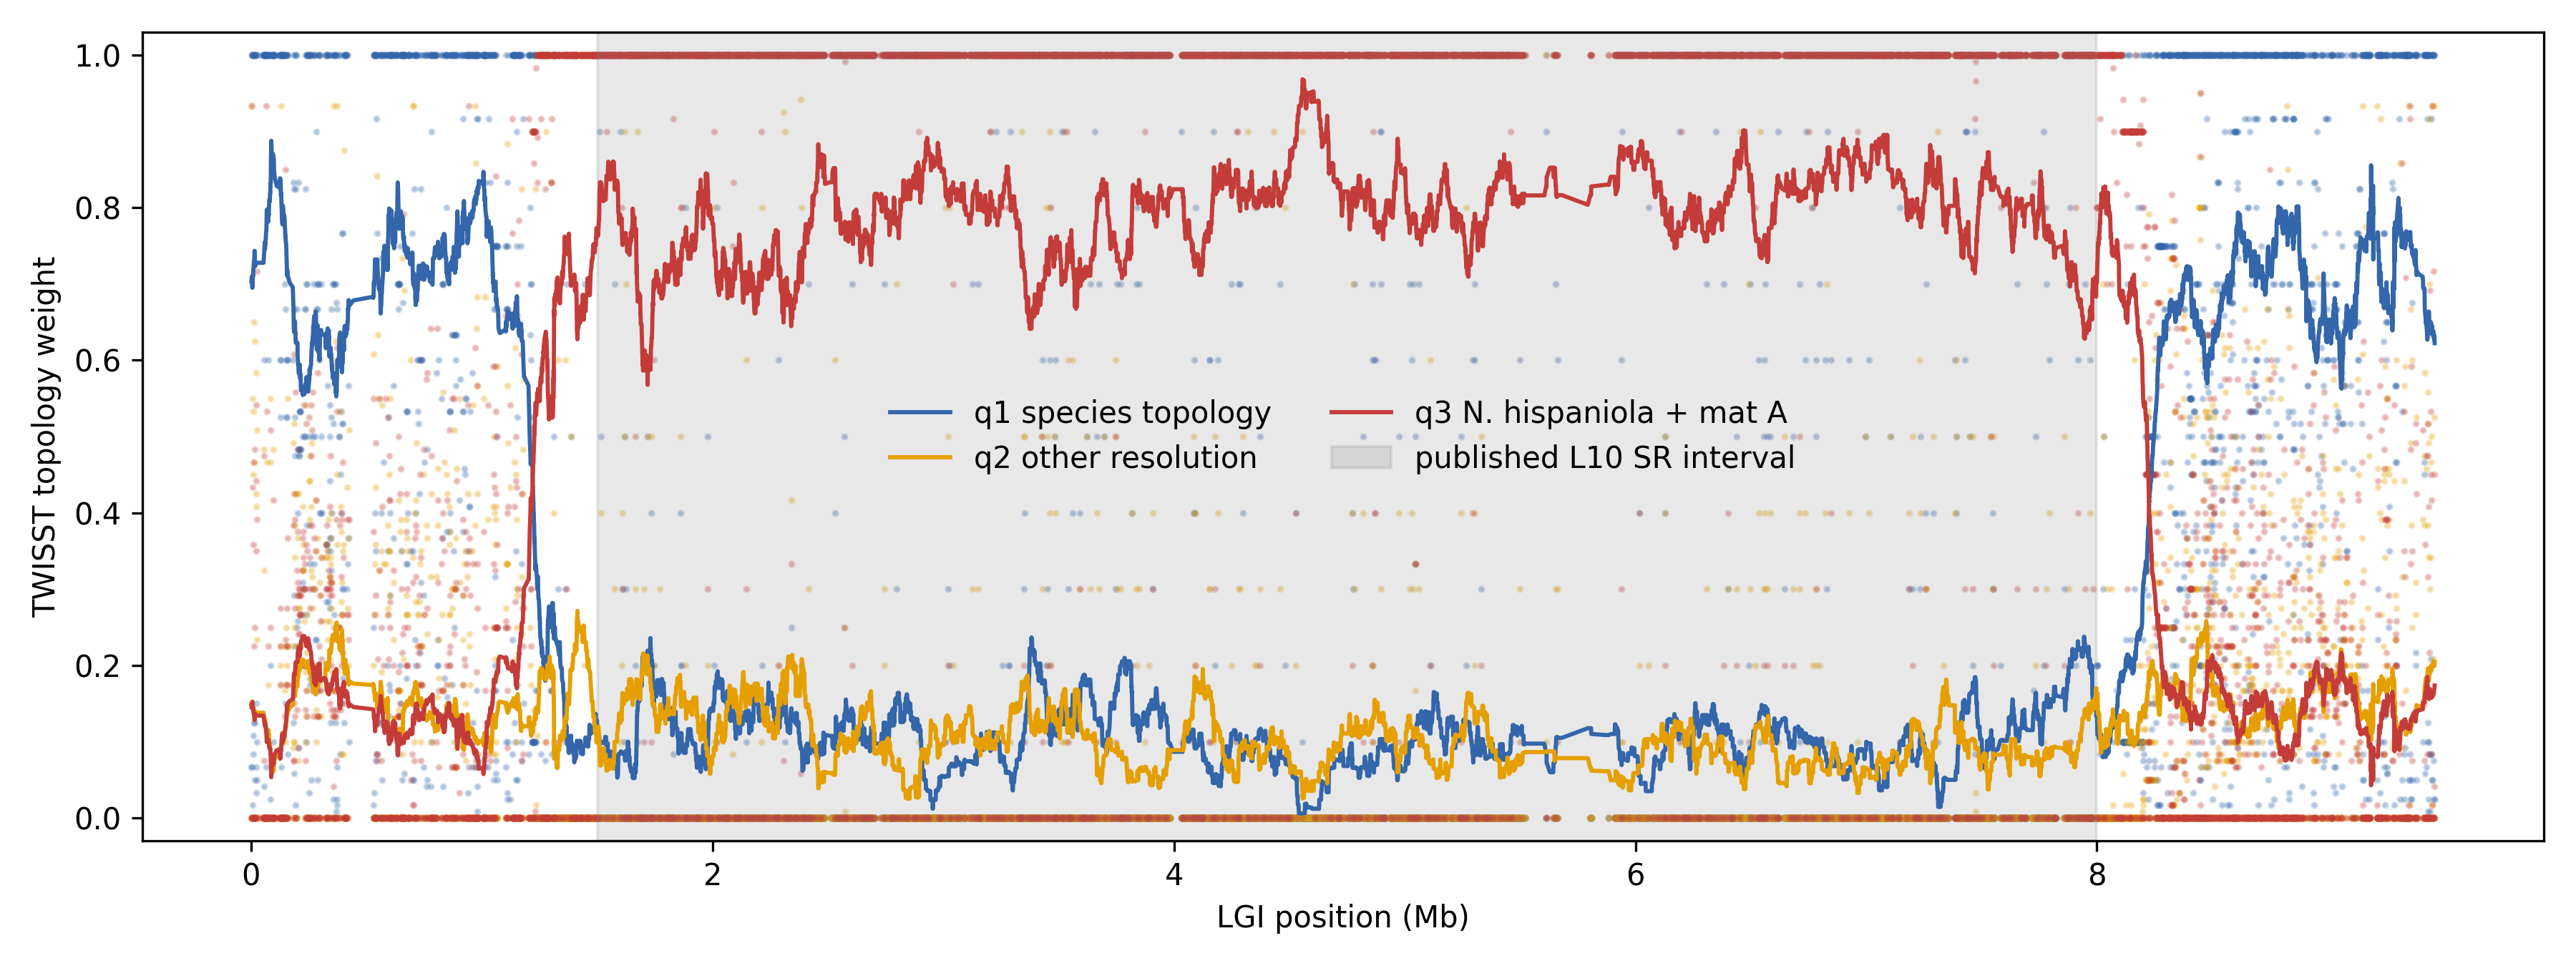 1.0
0.8
0.6
0.4
0.2
0.0
TWISST topology weight
q1 species topology
q2 other resolution
q3 N. hispaniola + mat A
published L10 SR interval
0 2 4 6 8
LGI position (Mb)